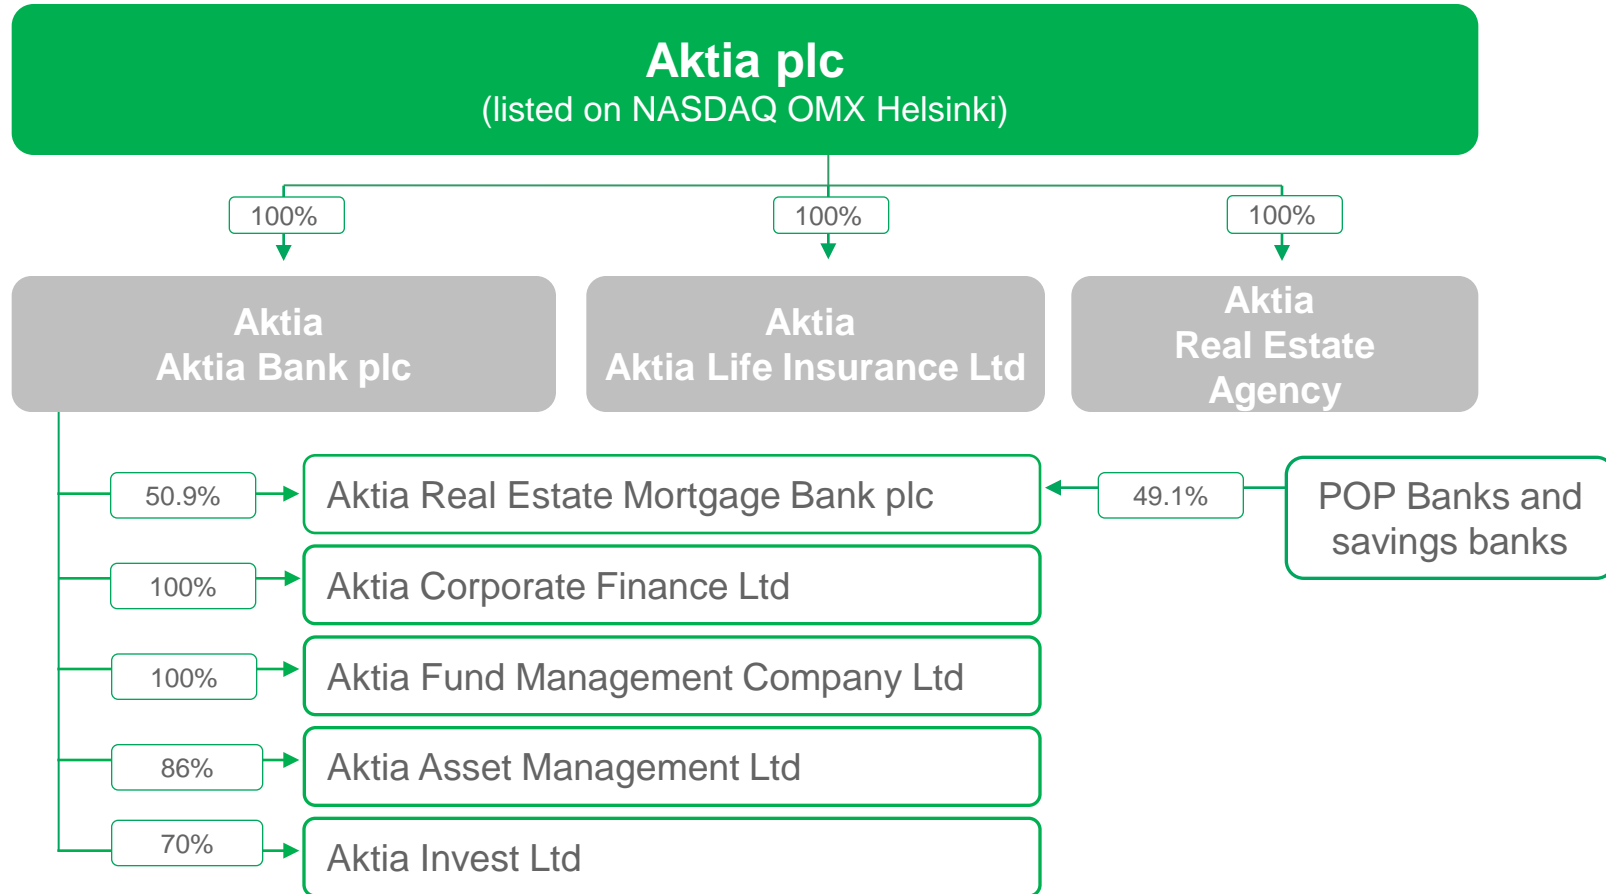 Aktia plc
(listed on NASDAQ OMX Helsinki)
100%
100%
100%
Aktia
Aktia Bank plc
Aktia
Aktia Life Insurance Ltd
Aktia
Real Estate
Agency
50.9%
Aktia Real Estate Mortgage Bank plc
49.1%
POP Banks and
savings banks
100%
Aktia Corporate Finance Ltd
100%
Aktia Fund Management Company Ltd
86%
Aktia Asset Management Ltd
70%
Aktia Invest Ltd